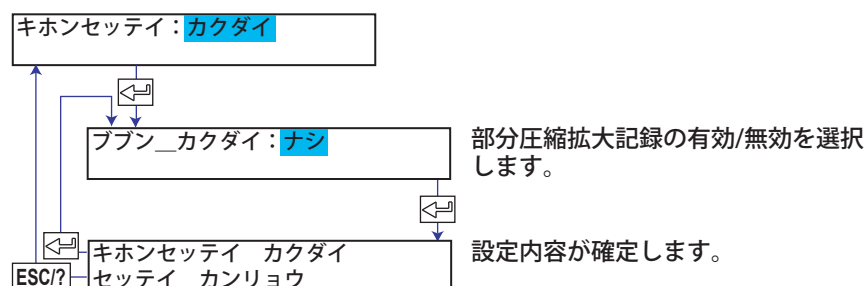 キホンセッテイ：カクダイ
ブブン＿カクダイ：ナシ
部分圧縮拡大記録の有効/無効を選択
します。
キホンセッテイ　カクダイ
セッテイ　カンリョウ
設定内容が確定します。
ESC/?